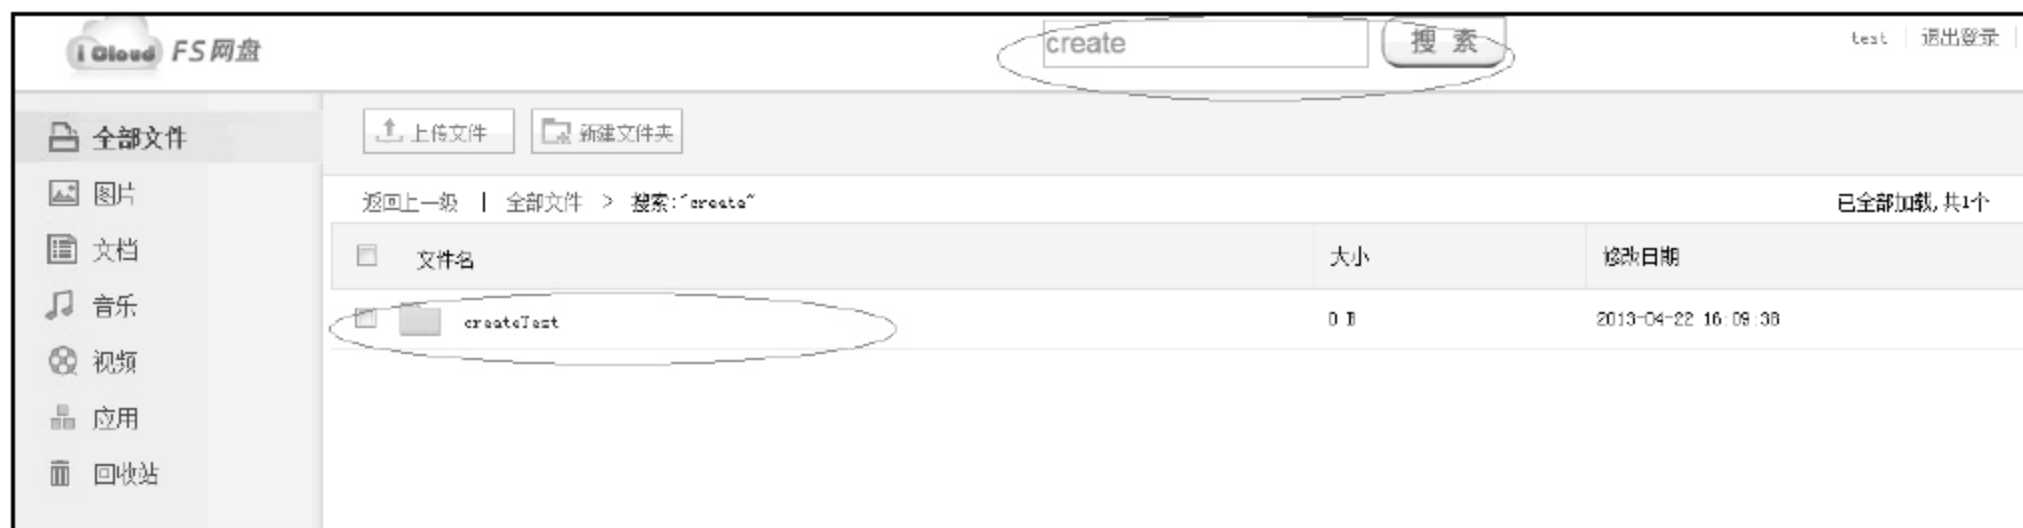 i Cloud FS网盘
create 搜 索
test 退出登录
全部文件
图片
文档
音乐
视频
应用
回收站
上传文件 新建文件夹
返回上一级 | 全部文件 > 搜索:"create" 已全部加载,共1个
文件名 大小 修改日期
createTest 0 B 2013-04-22 16:09:38